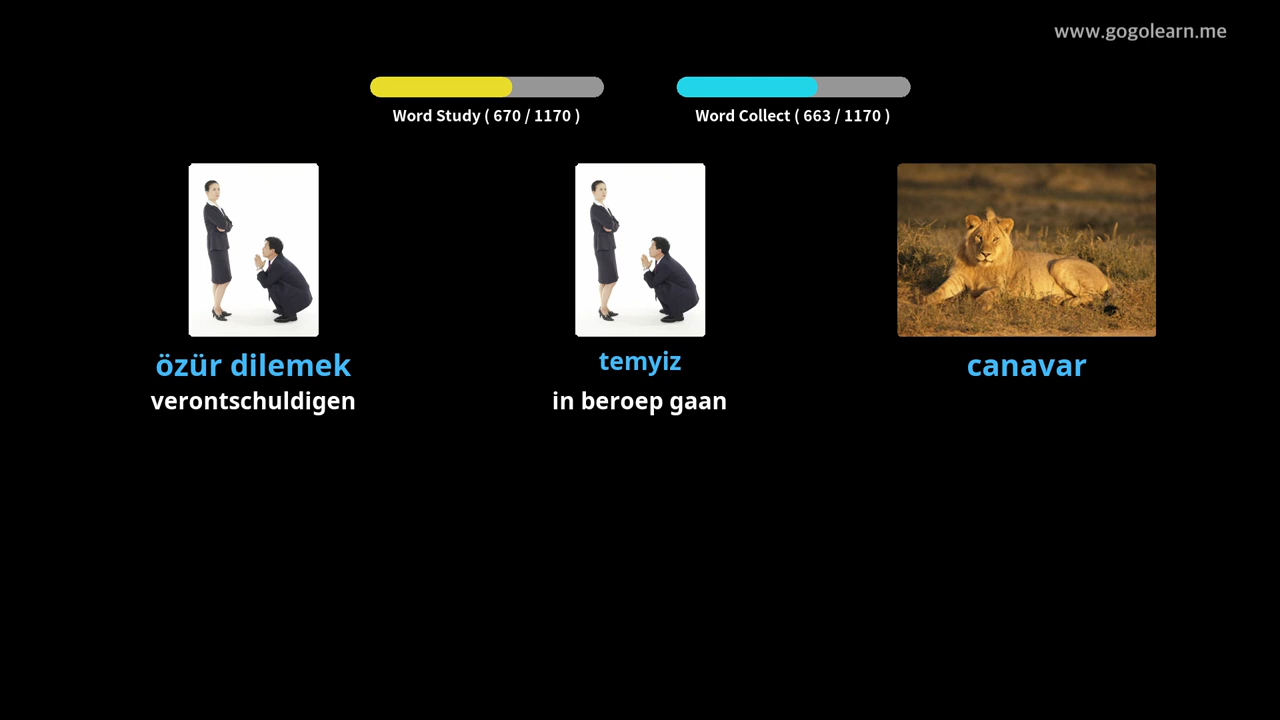 www.gogolearn.me
Word Study ( 670 / 1170 )
Word Collect ( 663 / 1170 )
özür dilemek
verontschuldigen
temyiz
in beroep gaan
canavar